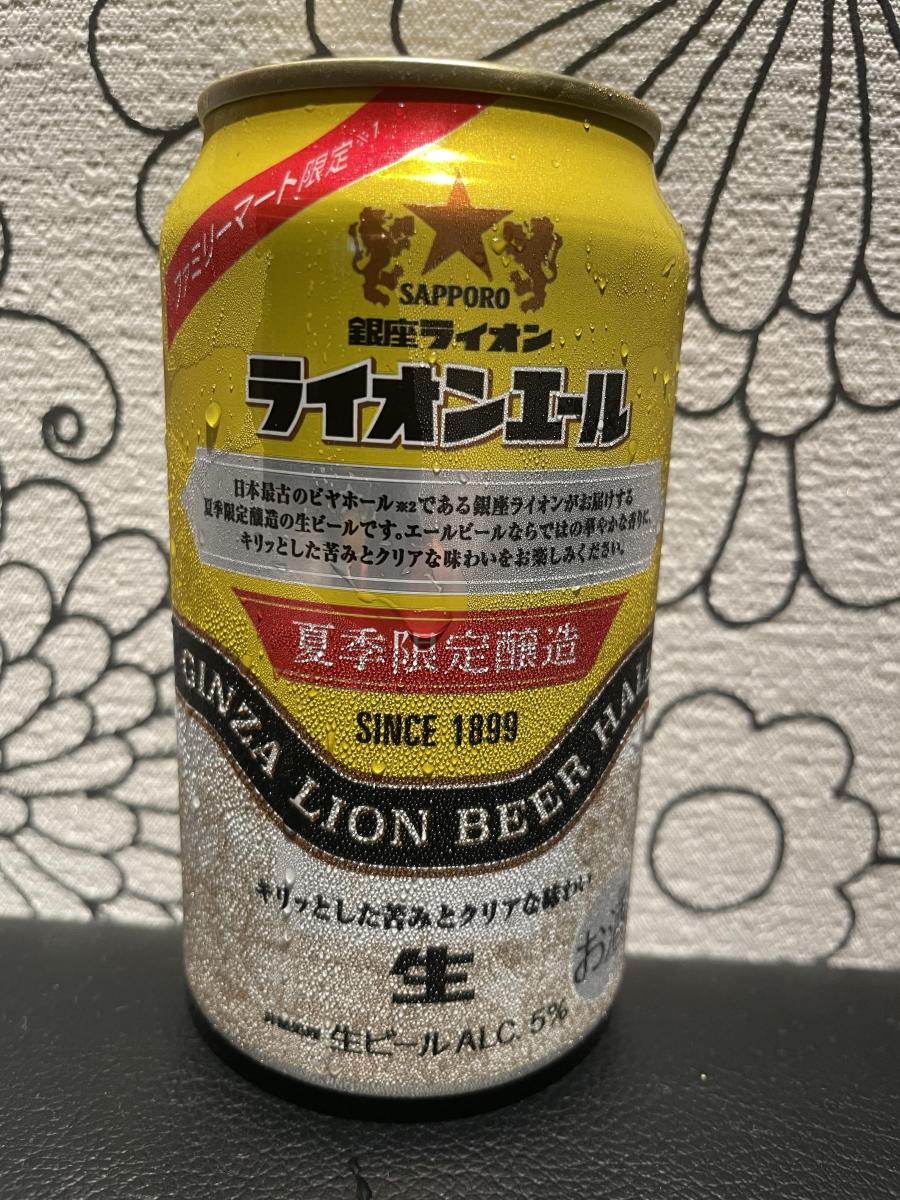 ファミリーマート限定※1
SAPPORO
銀座ライオン
ライオンエール
日本最古のビヤホール※2である銀座ライオンがお届けする
夏季限定醸造の生ビールです。エールビールならではの華やかな香りに、
キリッとした苦みとクリアな味わいをお楽しみください。
夏季限定醸造
SINCE 1899
GINZA LION BEER HALL
キリッとした苦みとクリアな味わい
生
お酒
生ビール ALC. 5%